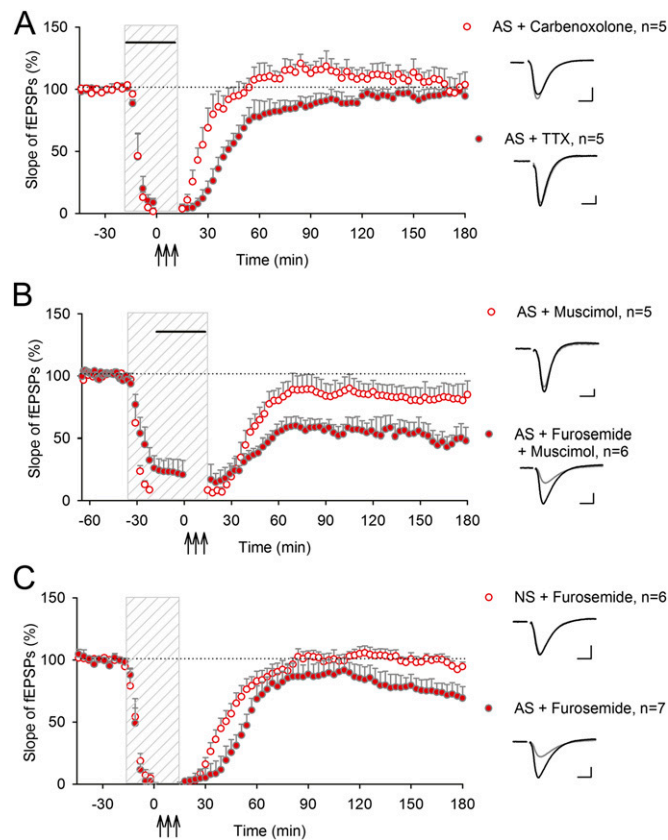 A
AS + Carbenoxolone, n=5
AS + TTX, n=5
Slope of fEPSPs (%)
150
100
50
0
-30 0 30 60 90 120 150 180
Time (min)
B
AS + Muscimol, n=5
AS + Furosemide
+ Muscimol, n=6
Slope of fEPSPs (%)
150
100
50
0
-60 -30 0 30 60 90 120 150 180
Time (min)
C
NS + Furosemide, n=6
AS + Furosemide, n=7
Slope of fEPSPs (%)
150
100
50
0
-30 0 30 60 90 120 150 180
Time (min)